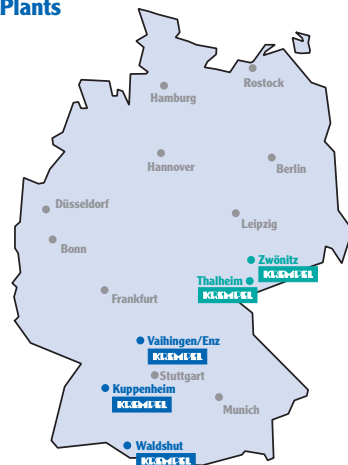 Plants
Rostock
Hamburg
Hannover
Berlin
Düsseldorf
Leipzig
Bonn
Zwönitz
KREMPEL
Thalheim
KREMPEL
Frankfurt
Vaihingen/Enz
KREMPEL
Stuttgart
Kuppenheim
KREMPEL
Munich
Waldshut
KREMPEL